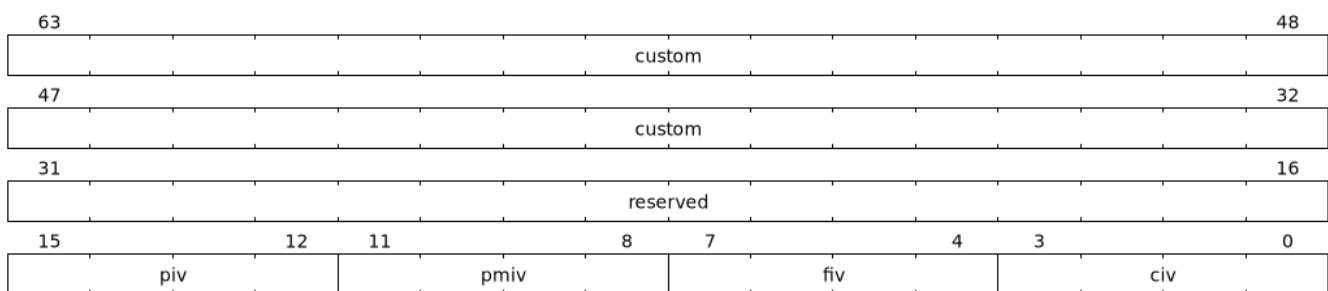 63 48
custom
47 32
custom
31 16
reserved
15 12 11 8 7 4 3 0
piv pmiv fiv civ